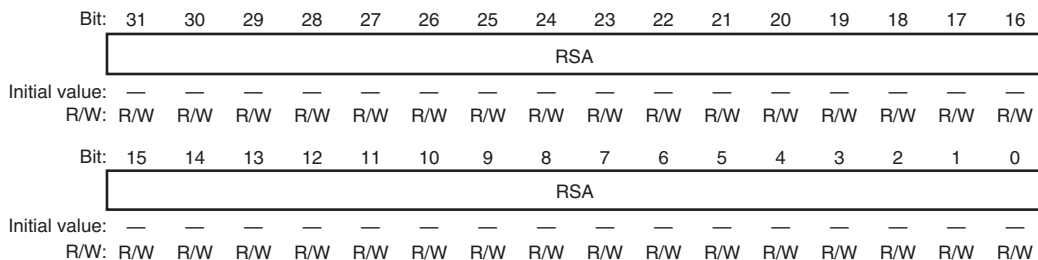 Bit: 31 30 29 28 27 26 25 24 23 22 21 20 19 18 17 16
RSA
Initial value: — — — — — — — — — — — — — — — —
R/W: R/W R/W R/W R/W R/W R/W R/W R/W R/W R/W R/W R/W R/W R/W R/W R/W
Bit: 15 14 13 12 11 10 9 8 7 6 5 4 3 2 1 0
RSA
Initial value: — — — — — — — — — — — — — — — —
R/W: R/W R/W R/W R/W R/W R/W R/W R/W R/W R/W R/W R/W R/W R/W R/W R/W